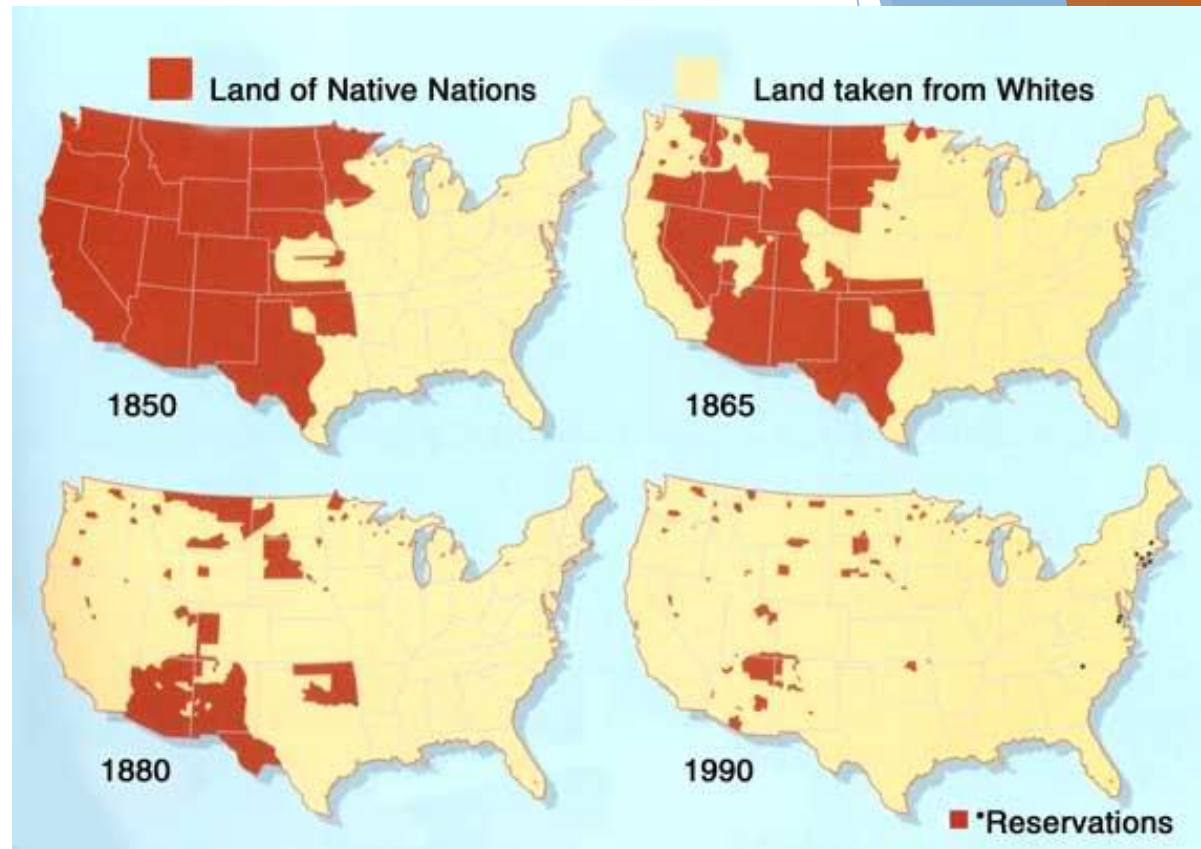 Land of Native Nations
Land taken from Whites
1850
1865
1880
1990
*Reservations